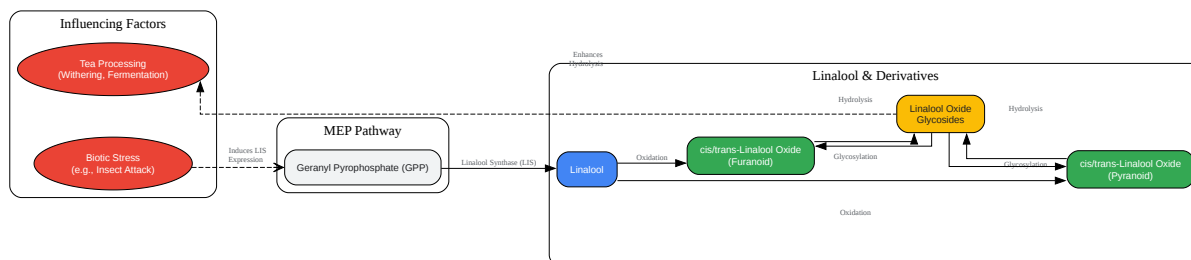 Influencing Factors
Tea Processing
(Withering, Fermentation)
Biotic Stress
(e.g., Insect Attack)
Induces LIS
Expression
MEP Pathway
Geranyl Pyrophosphate (GPP)
Linalool Synthase (LIS)
Enhances
Hydrolysis
Linalool & Derivatives
Linalool
Oxidation
cis/trans-Linalool Oxide
(Furanoid)
Hydrolysis
Glycosylation
Linalool Oxide
Glycosides
Hydrolysis
Glycosylation
cis/trans-Linalool Oxide
(Pyranoid)
Oxidation